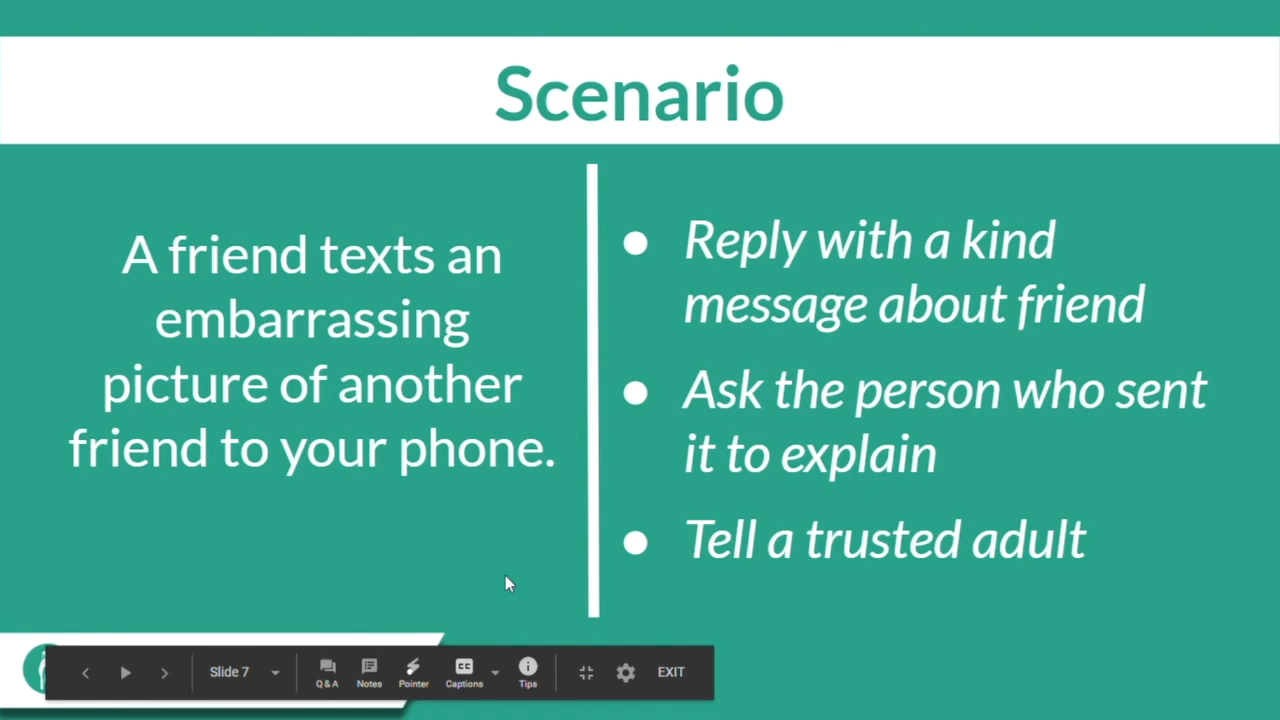 Scenario
A friend texts an
embarrassing
picture of another
friend to your phone.
● Reply with a kind
message about friend
● Ask the person who sent
it to explain
● Tell a trusted adult
Slide 7
Q&A
Notes
Pointer
CC
Captions
Tips
EXIT